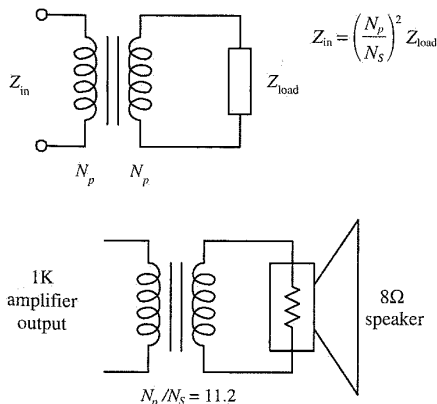 Z_in = (N_p/N_S)^2 Z_load
Z_in
Z_load
N_p N_p
1K
amplifier
output
8Ω
speaker
N_p/N_S = 11.2